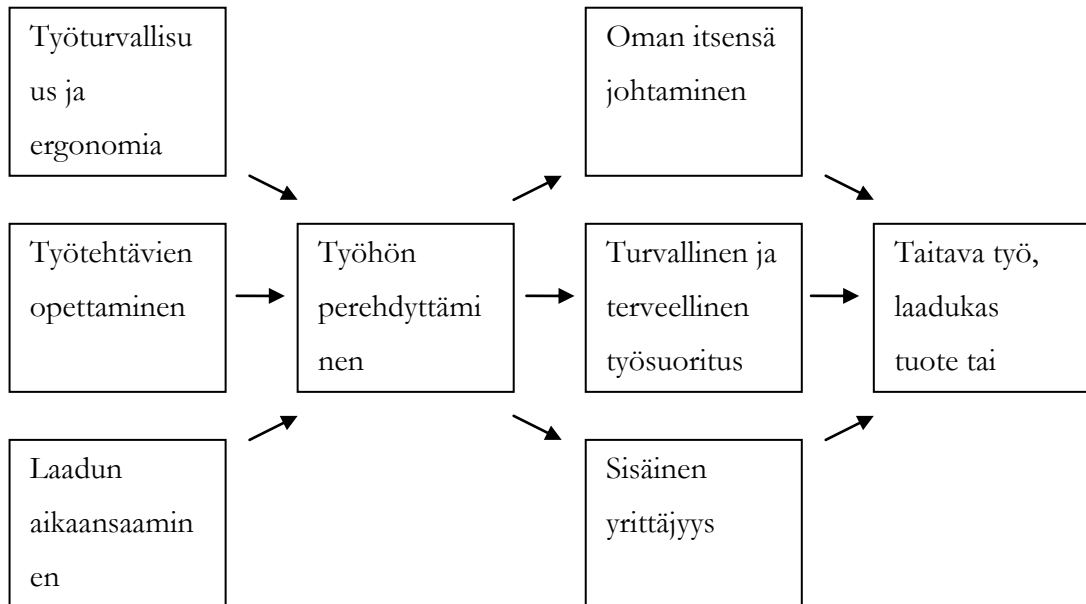 Työturvallisu
us ja
ergonomia
Työtehtävien
opettaminen
Laadun
aikaansaamin
en
Työhön
perehdyttämi
nen
Oman itsensä
johtaminen
Turvallinen ja
terveellinen
työsuoritus
Sisäinen
yrittäjyys
Taitava työ,
laadukas
tuote tai